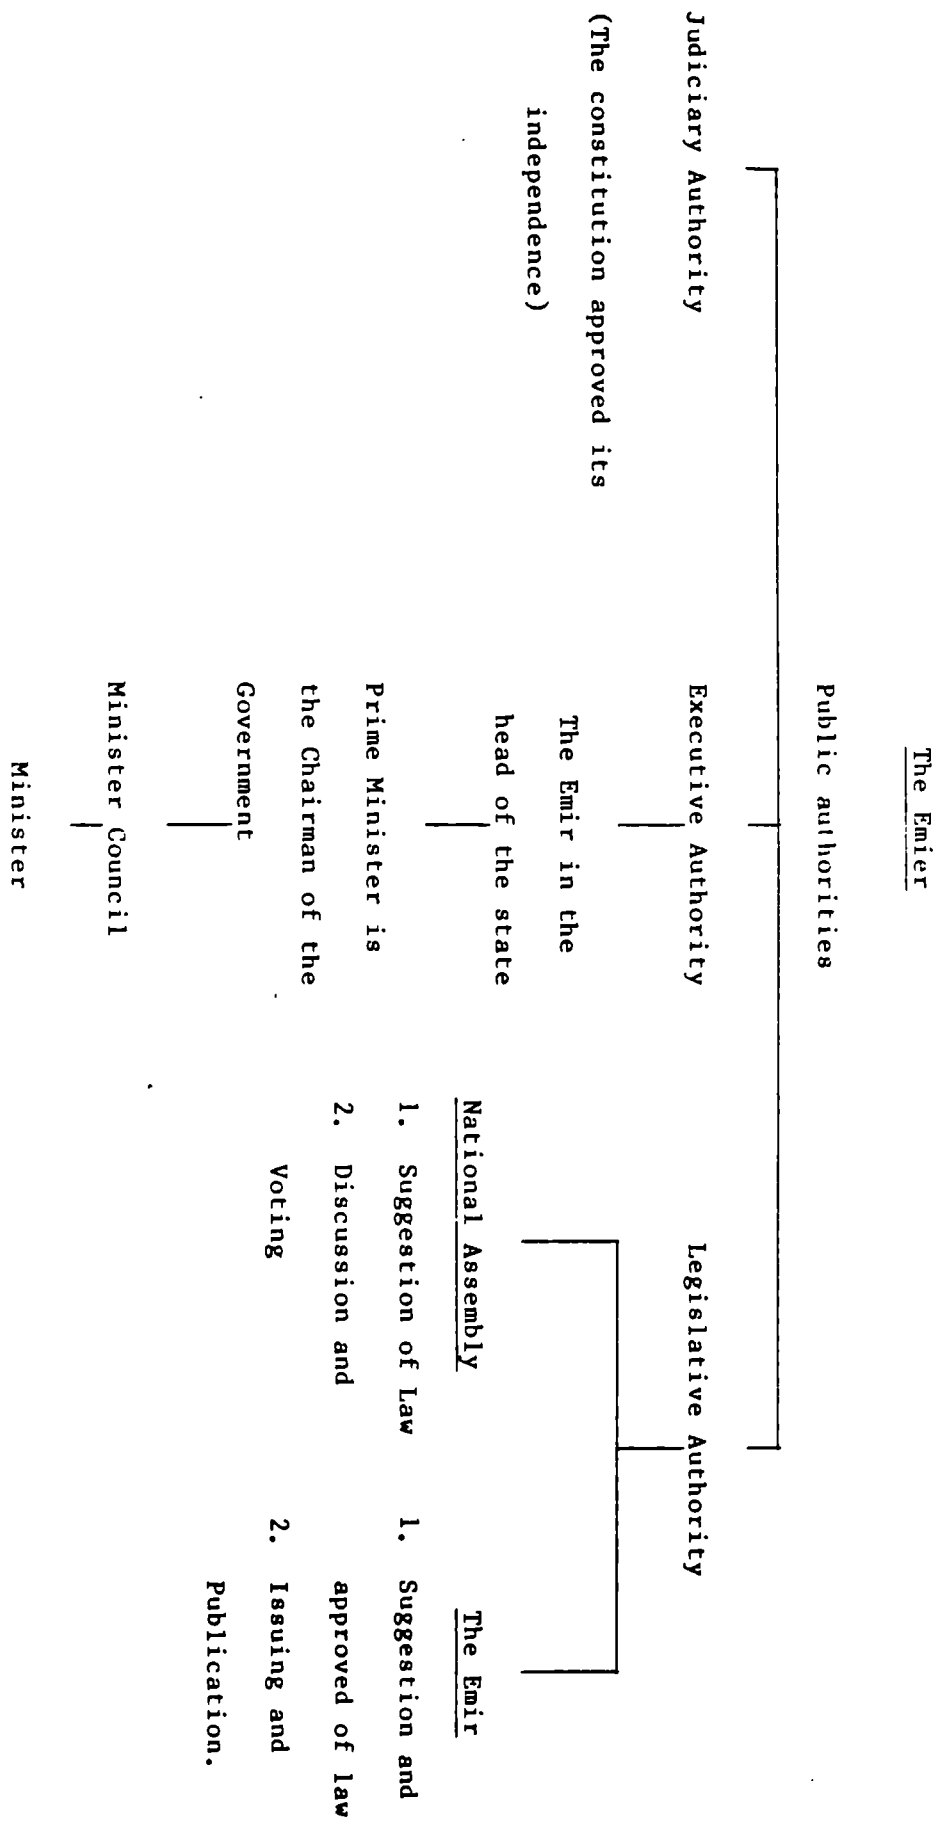 The Emier
Public authorities
Judiciary Authority
(The constitution approved its
independence)
Executive Authority
The Emir in the
head of the state
Prime Minister is
the Chairman of the
Government
Minister Council
Minister
Legislative Authority
National Assembly
1. Suggestion of Law
2. Discussion and
Voting
The Emir
1. Suggestion and
approved of law
2. Issuing and
Publication.